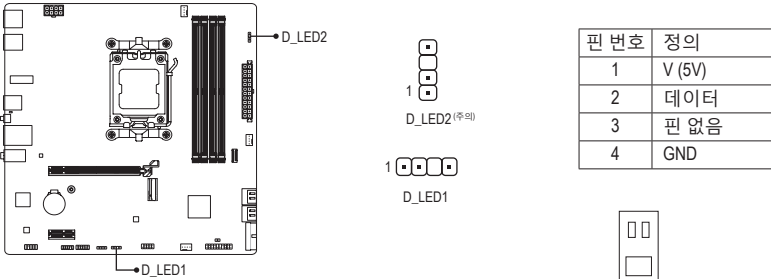 D_LED2
1
D_LED2(주의)
1
D_LED1
D_LED1
핀 번호 정의
1 V (5V)
2 데이터
3 핀 없음
4 GND